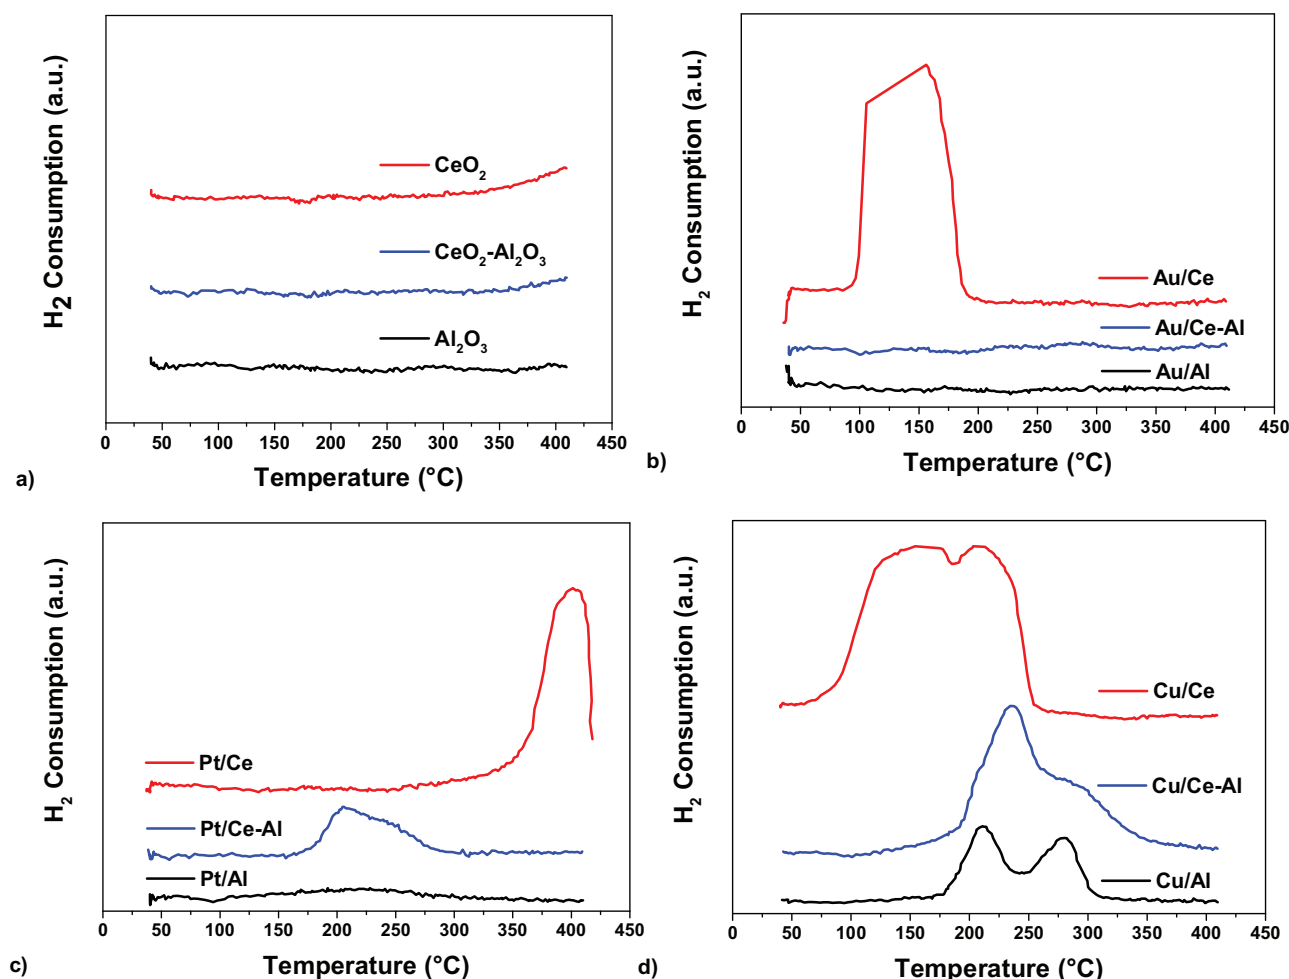 H2 Consumption (a.u.)
CeO2
CeO2-Al2O3
Al2O3
0 50 100 150 200 250 300 350 400 450
Temperature (°C)
a)
H2 Consumption (a.u.)
Au/Ce
Au/Ce-Al
Au/Al
0 50 100 150 200 250 300 350 400 450
Temperature (°C)
b)
H2 Consumption (a.u.)
Pt/Ce
Pt/Ce-Al
Pt/Al
0 50 100 150 200 250 300 350 400 450
Temperature (°C)
c)
H2 Consumption (a.u.)
Cu/Ce
Cu/Ce-Al
Cu/Al
0 50 100 150 200 250 300 350 400 450
Temperature (°C)
d)